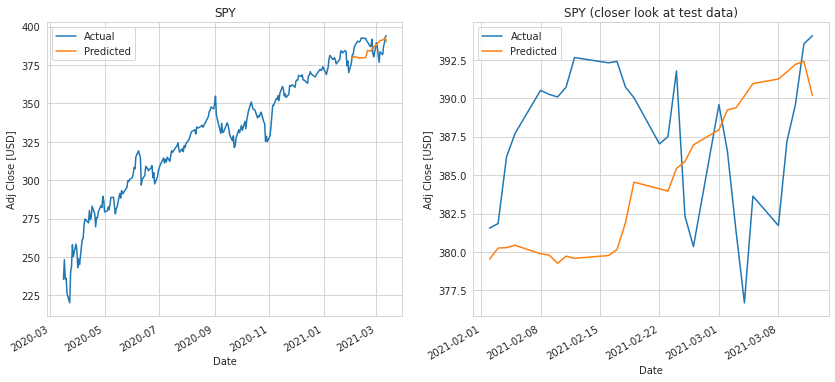 SPY
Actual
Predicted
Adj Close [USD]
400
375
350
325
300
275
250
225
2020-03
2020-05
2020-07
2020-09
2020-11
2021-01
2021-03
Date
SPY (closer look at test data)
Actual
Predicted
Adj Close [USD]
392.5
390.0
387.5
385.0
382.5
380.0
377.5
2021-02-01
2021-02-08
2021-02-15
2021-02-22
2021-03-01
2021-03-08
Date